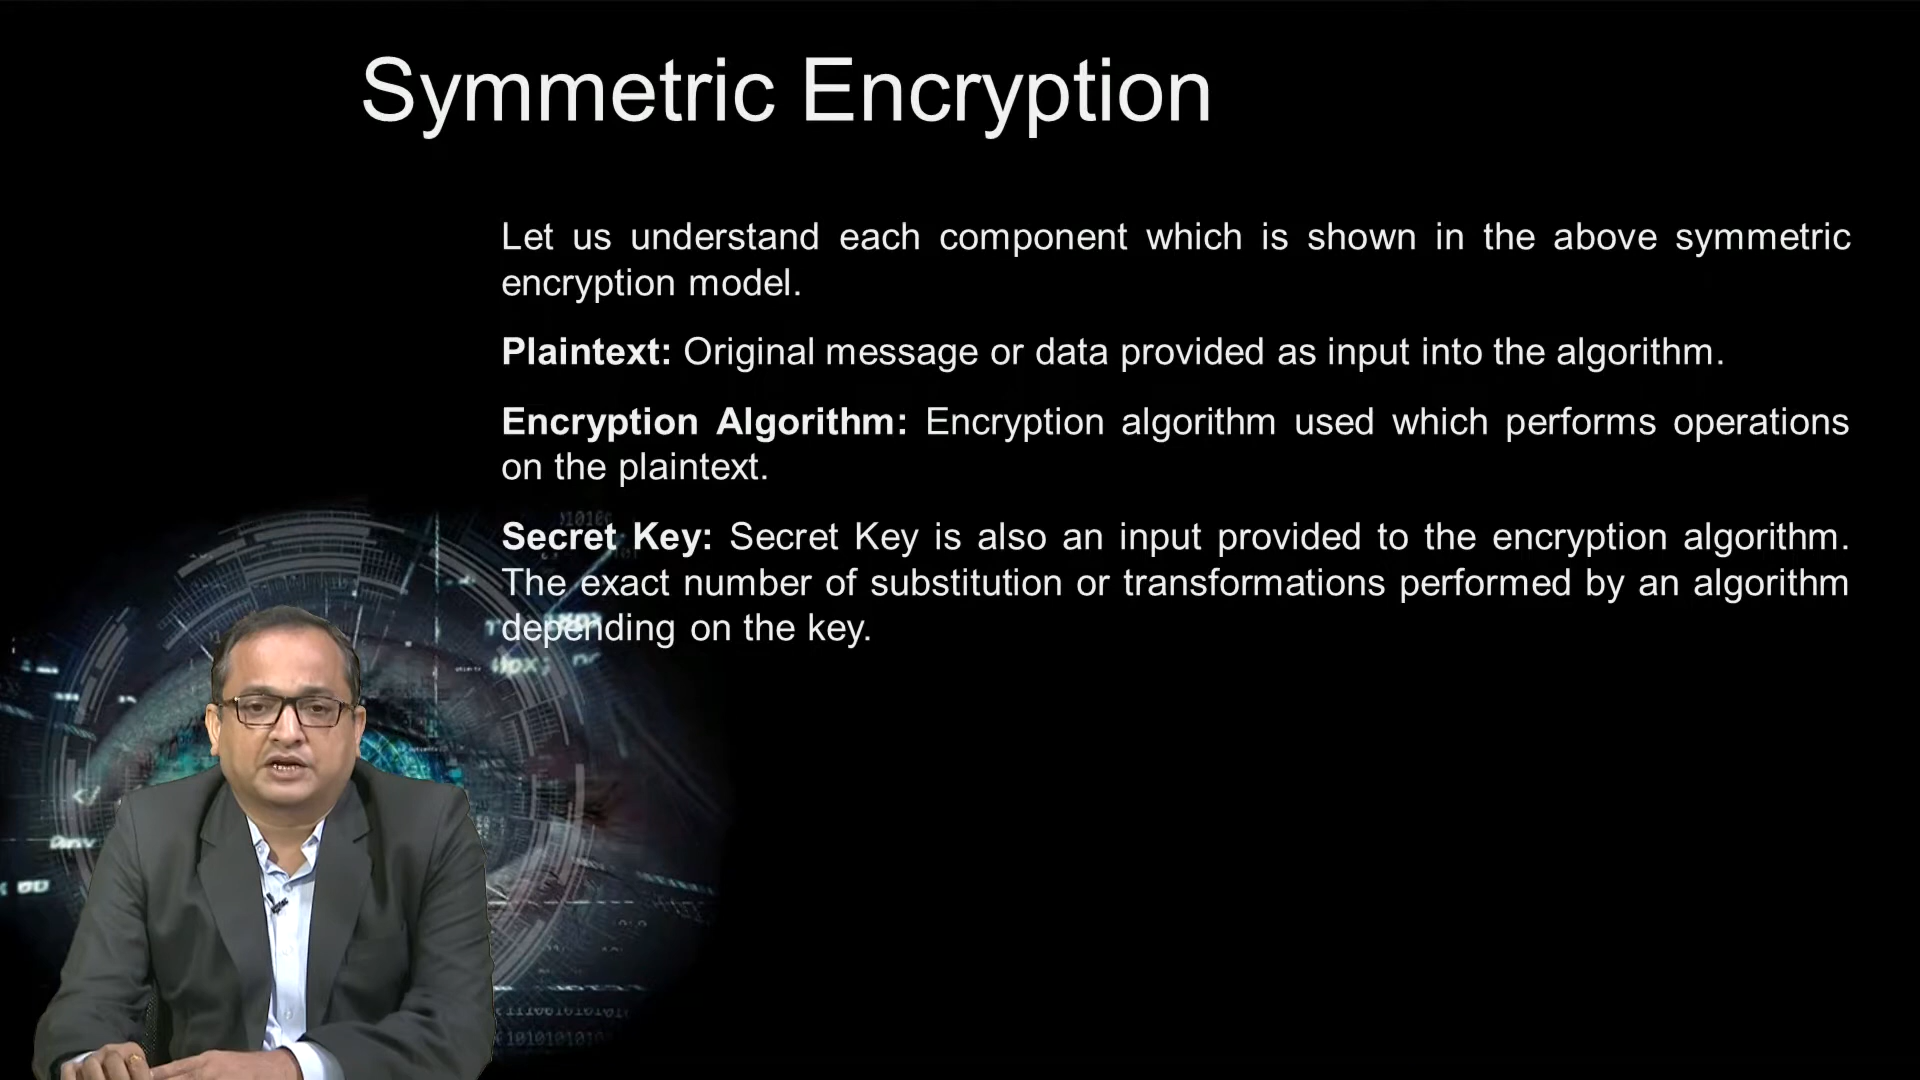 Symmetric Encryption
Let us understand each component which is shown in the above symmetric
encryption model.
Plaintext: Original message or data provided as input into the algorithm.
Encryption Algorithm: Encryption algorithm used which performs operations
on the plaintext.
Secret Key: Secret Key is also an input provided to the encryption algorithm.
The exact number of substitution or transformations performed by an algorithm
depending on the key.